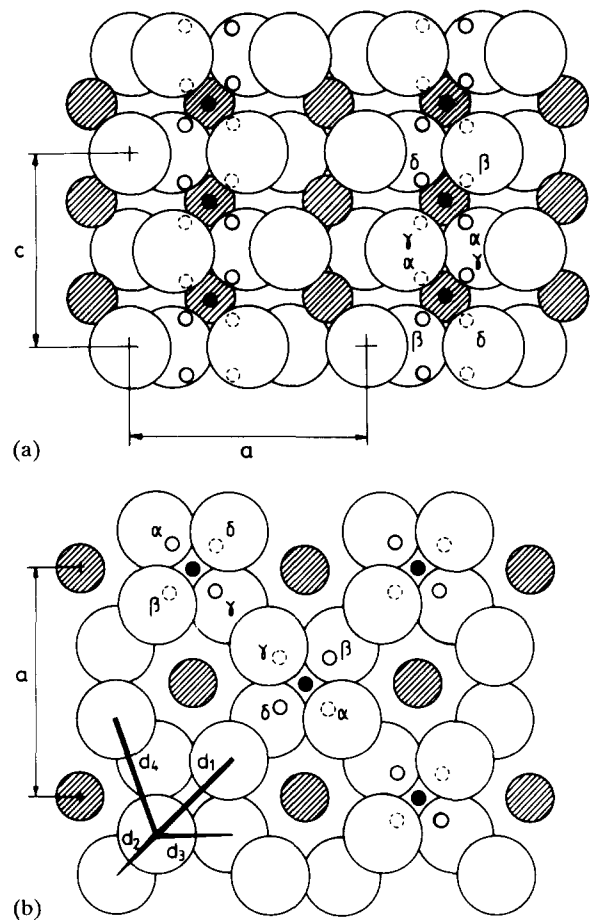 δ β
γ α
c
α γ
β δ
(a)
a
α δ
β γ
γ β
a
δ α
d₄ d₁
d₂ d₃
(b)